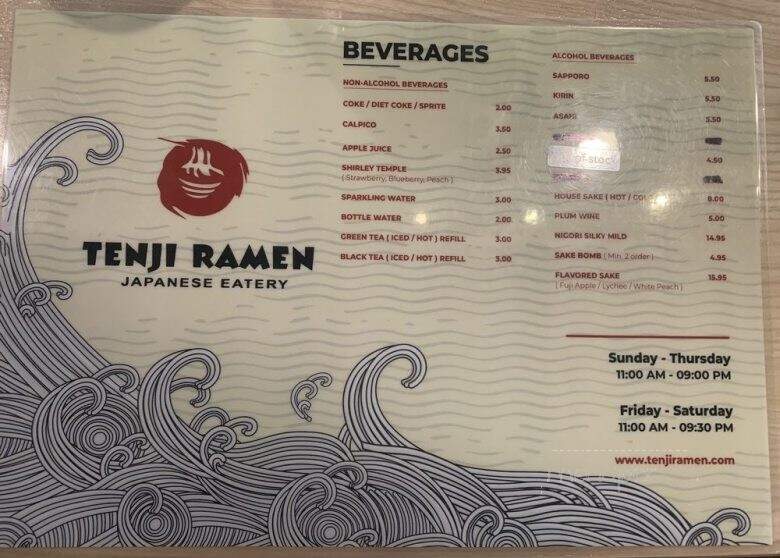 TENJI RAMEN
JAPANESE EATERY
BEVERAGES
NON-ALCOHOL BEVERAGES
COKE / DIET COKE / SPRITE 2.00
CALPICO 3.50
APPLE JUICE 2.50
SHIRLEY TEMPLE 3.95
( Strawberry, Blueberry, Peach )
SPARKLING WATER 3.00
BOTTLE WATER 2.00
GREEN TEA ( ICED / HOT ) REFILL 3.00
BLACK TEA ( ICED / HOT ) REFILL 3.00
ALCOHOL BEVERAGES
SAPPORO 5.50
KIRIN 5.50
ASAHI 5.50
of stock 4.50
HOUSE SAKE ( HOT / COLD 8.00
PLUM WINE 5.00
NIGORI SILKY MILD 14.95
SAKE BOMB ( Min. 2 order ) 4.95
FLAVORED SAKE 15.95
( Fuji Apple / Lychee / White Peach )
Sunday - Thursday
11:00 AM - 09:00 PM
Friday - Saturday
11:00 AM - 09:30 PM
www.tenjiramen.com